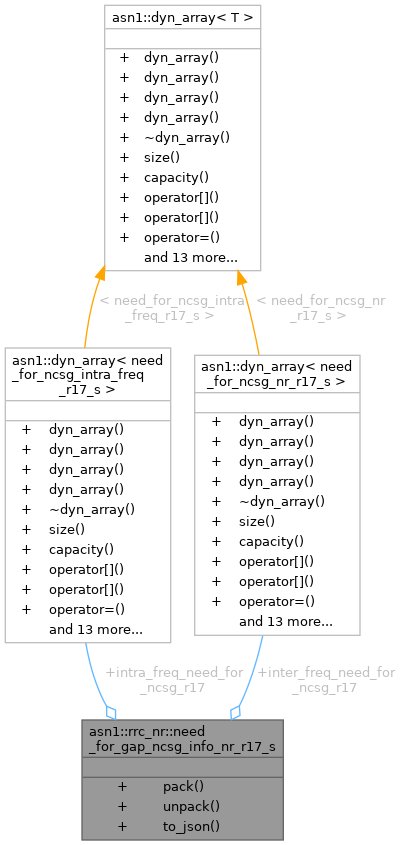 asn1::dyn_array< T >
+ dyn_array()
+ dyn_array()
+ dyn_array()
+ dyn_array()
+ ~dyn_array()
+ size()
+ capacity()
+ operator[]()
+ operator[]()
+ operator=()
and 13 more...
< need_for_ncsg_intra
_freq_r17_s >
< need_for_ncsg_nr
_r17_s >
asn1::dyn_array< need
_for_ncsg_intra_freq
_r17_s >
+ dyn_array()
+ dyn_array()
+ dyn_array()
+ dyn_array()
+ ~dyn_array()
+ size()
+ capacity()
+ operator[]()
+ operator[]()
+ operator=()
and 13 more...
asn1::dyn_array< need
_for_ncsg_nr_r17_s >
+ dyn_array()
+ dyn_array()
+ dyn_array()
+ dyn_array()
+ ~dyn_array()
+ size()
+ capacity()
+ operator[]()
+ operator[]()
+ operator=()
and 13 more...
+intra_freq_need_for
_ncsg_r17
+inter_freq_need_for
_ncsg_r17
asn1::rrc_nr::need
_for_gap_ncsg_info_nr_r17_s
+ pack()
+ unpack()
+ to_json()